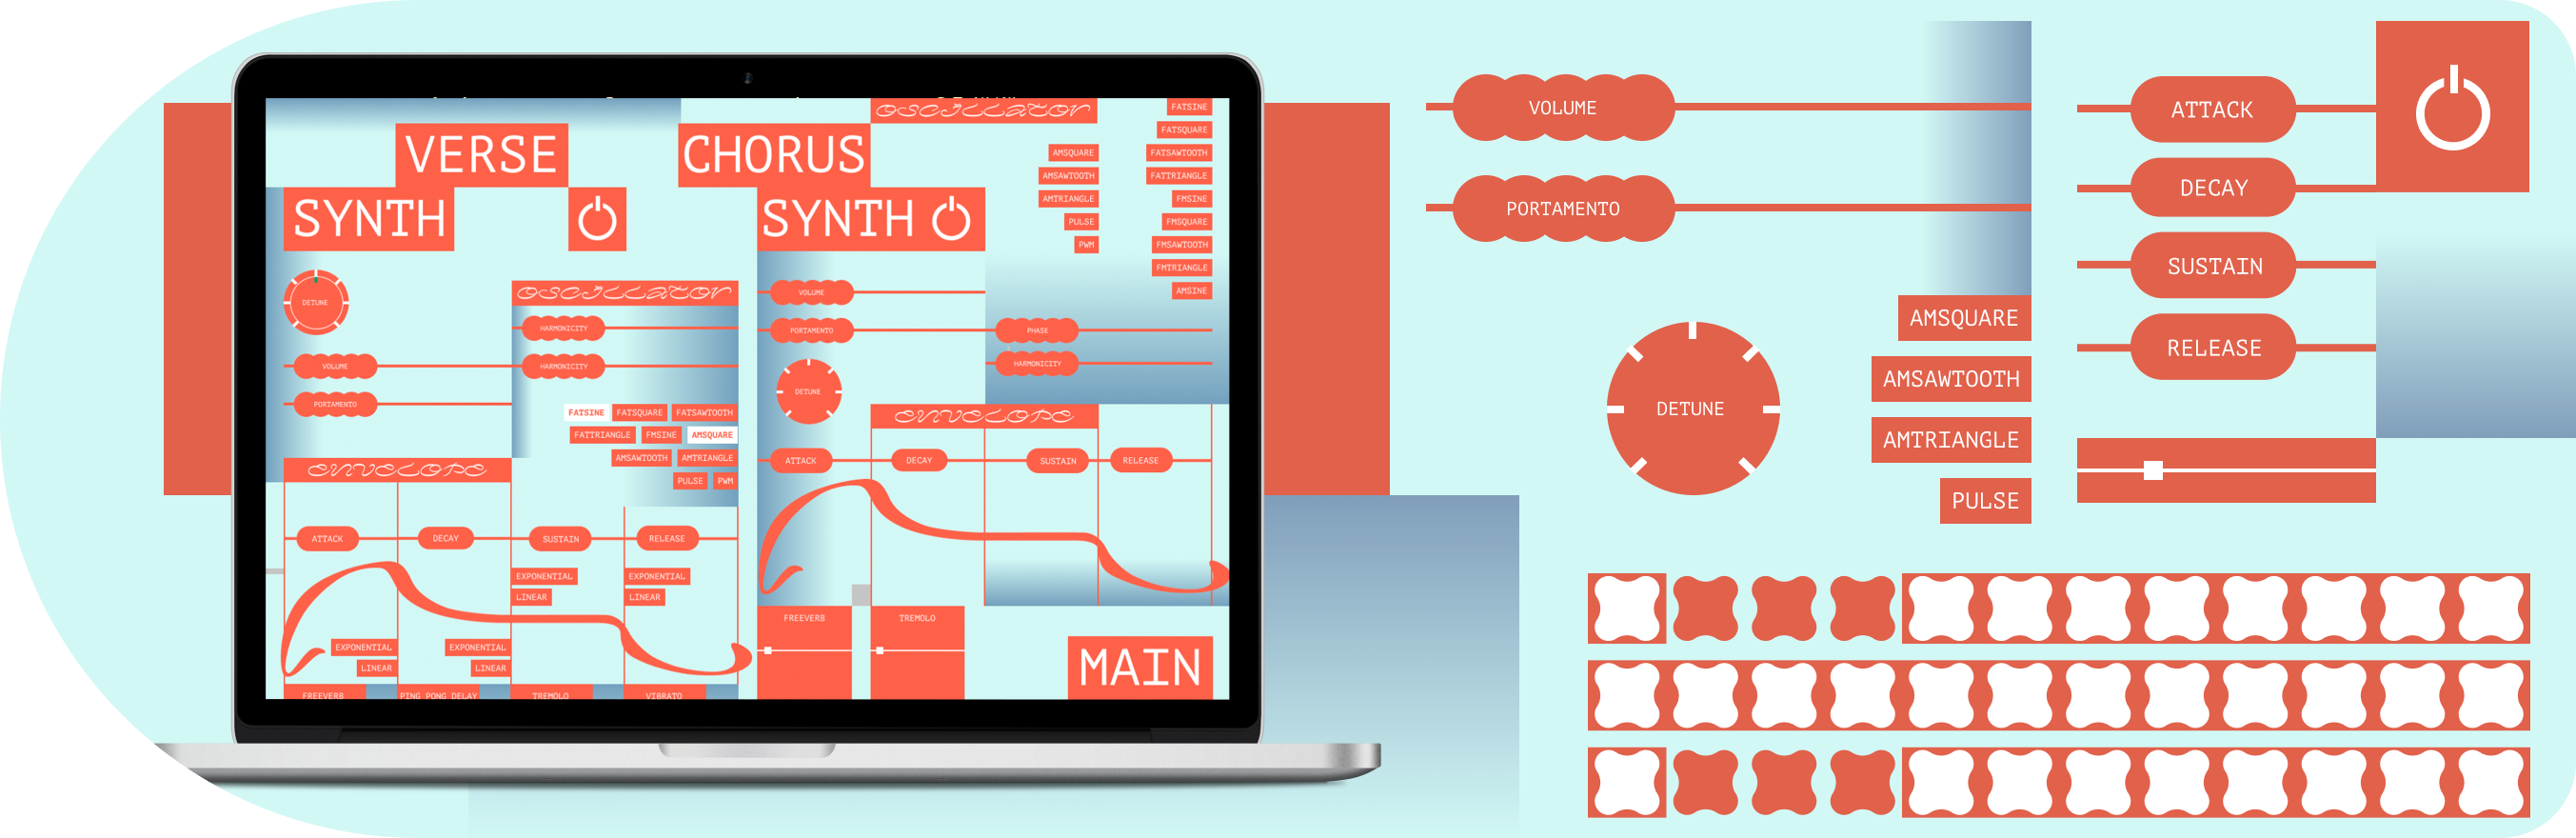 VERSE
CHORUS
OSCILLATOR
SYNTH
SYNTH
DETUNE
OSCILLATOR
HARMONICITY
HARMONICITY
VOLUME
PORTAMENTO
FATSINE FATSQUARE FATSAWTOOTH
FATTRIANGLE FMSINE AMSQUARE
AMSAWTOOTH AMTRIANGLE
PULSE PWM
ENVELOPE
ATTACK DECAY SUSTAIN RELEASE
EXPONENTIAL EXPONENTIAL
LINEAR LINEAR
EXPONENTIAL EXPONENTIAL
LINEAR LINEAR
FREEVERB PING PONG DELAY TREMOLO VIBRATO
AMSQUARE
AMSAWTOOTH
AMTRIANGLE
PULSE
PWM
FATSINE
FATSQUARE
FATSAWTOOTH
FATTRIANGLE
FMSINE
FMSQUARE
FMSAWTOOTH
FMTRIANGLE
AMSINE
VOLUME
PORTAMENTO PHASE
HARMONICITY
DETUNE
ENVELOPE
ATTACK DECAY SUSTAIN RELEASE
FREEVERB TREMOLO
MAIN
VOLUME
PORTAMENTO
DETUNE
AMSQUARE
AMSAWTOOTH
AMTRIANGLE
PULSE
ATTACK
DECAY
SUSTAIN
RELEASE